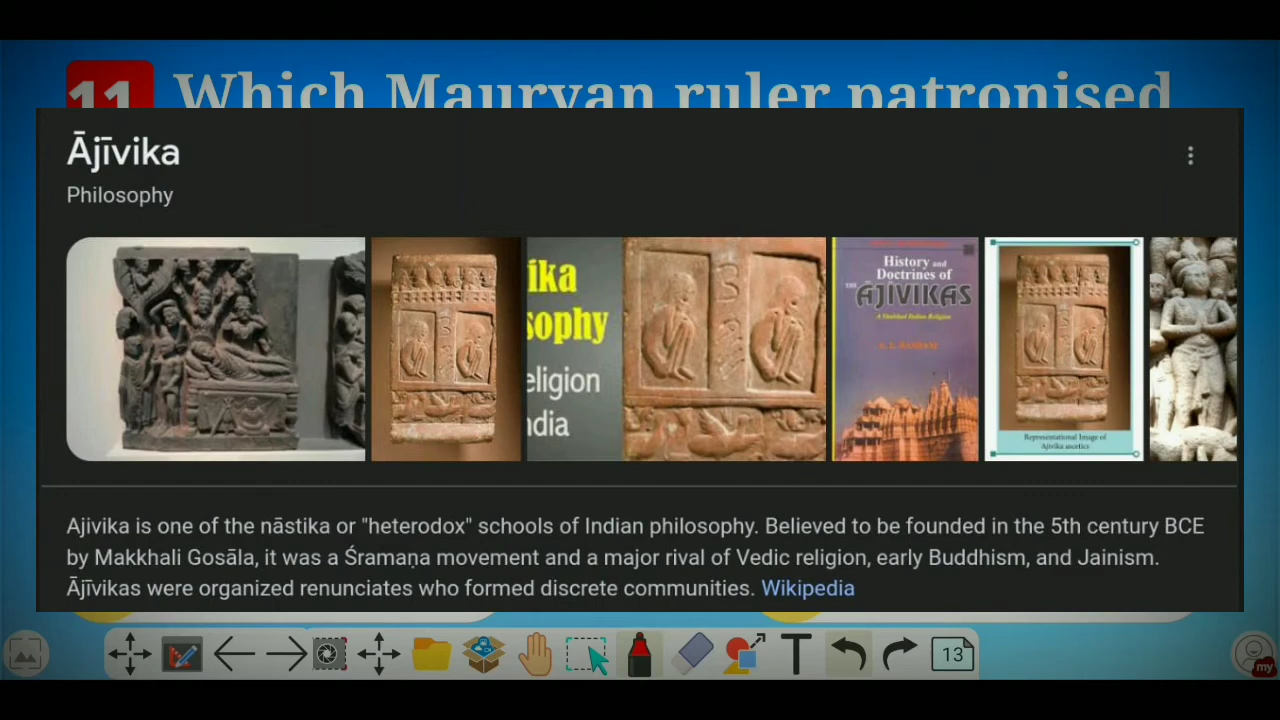 11 Which Mauryan ruler patronised
Ājīvika
Philosophy
ika
sophy
eligion
ndia
History and
Doctrines of
THE ĀJĪVIKAS
A Vanished Indian Religion
A. L. BASHAM
Representational Image of
Ajivika ascetics
Ajivika is one of the nāstika or "heterodox" schools of Indian philosophy. Believed to be founded in the 5th century BCE
by Makkhali Gosāla, it was a Śramaṇa movement and a major rival of Vedic religion, early Buddhism, and Jainism.
Ājīvikas were organized renunciates who formed discrete communities. Wikipedia
T
13
my